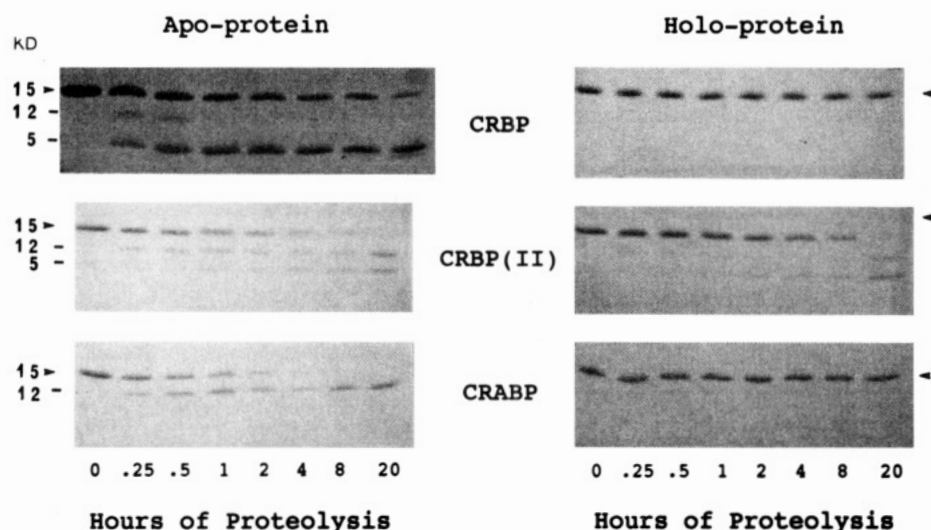 Apo-protein
Holo-protein
KD
15
12
5
CRBP
15
12
5
CRBP(II)
15
12
CRABP
0 .25 .5 1 2 4 8 20
0 .25 .5 1 2 4 8 20
Hours of Proteolysis
Hours of Proteolysis